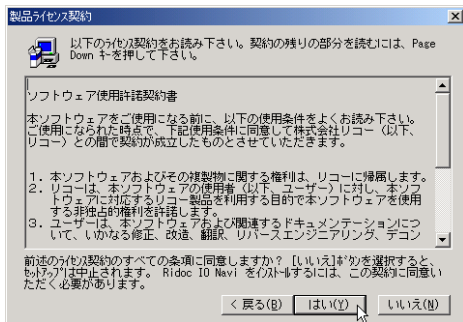 製品ライセンス契約
以下のライセンス契約をお読み下さい。契約の残りの部分を読むには、Page
Down キーを押して下さい。
ソフトウェア使用許諾契約書
本ソフトウェアをご使用になる前に、以下の使用条件をよくお読み下さい。
ご使用になられた時点で、下記使用条件に同意して株式会社リコー（以下、
リコー）との間で契約が成立したものとさせていただきます。
1．本ソフトウェアおよびその複製物に関する権利は、リコーに帰属します。
2．リコーは、本ソフトウェアの使用者（以下、ユーザー）に対し、本ソフ
トウェアに対応するリコー製品を利用する目的で本ソフトウェアを使用
する非独占的権利を許諾します。
3．ユーザーは、本ソフトウェアおよび関連するドキュメンテーションにつ
いて、いかなる修正、改造、翻訳、リバースエンジニアリング、デコン
前述のライセンス契約のすべての条項に同意しますか？ [いいえ]ボタンを選択すると、
セットアップは中止されます。 Ridoc IO Navi をインストールするには、この契約に同意い
ただく必要があります。
< 戻る(B)
はい(Y)
いいえ(N)